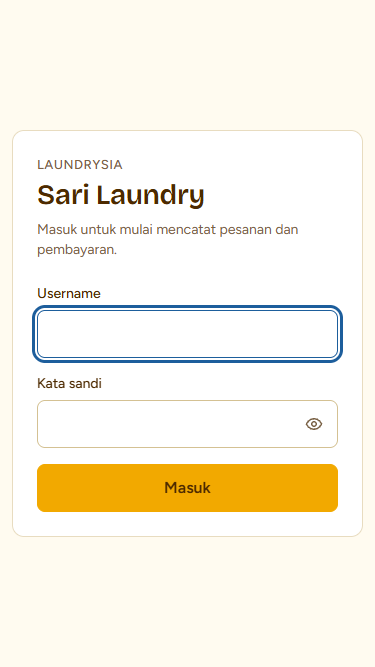 LAUNDRYSIA
Sari Laundry
Masuk untuk mulai mencatat pesanan dan
pembayaran.
Username
Kata sandi
Masuk